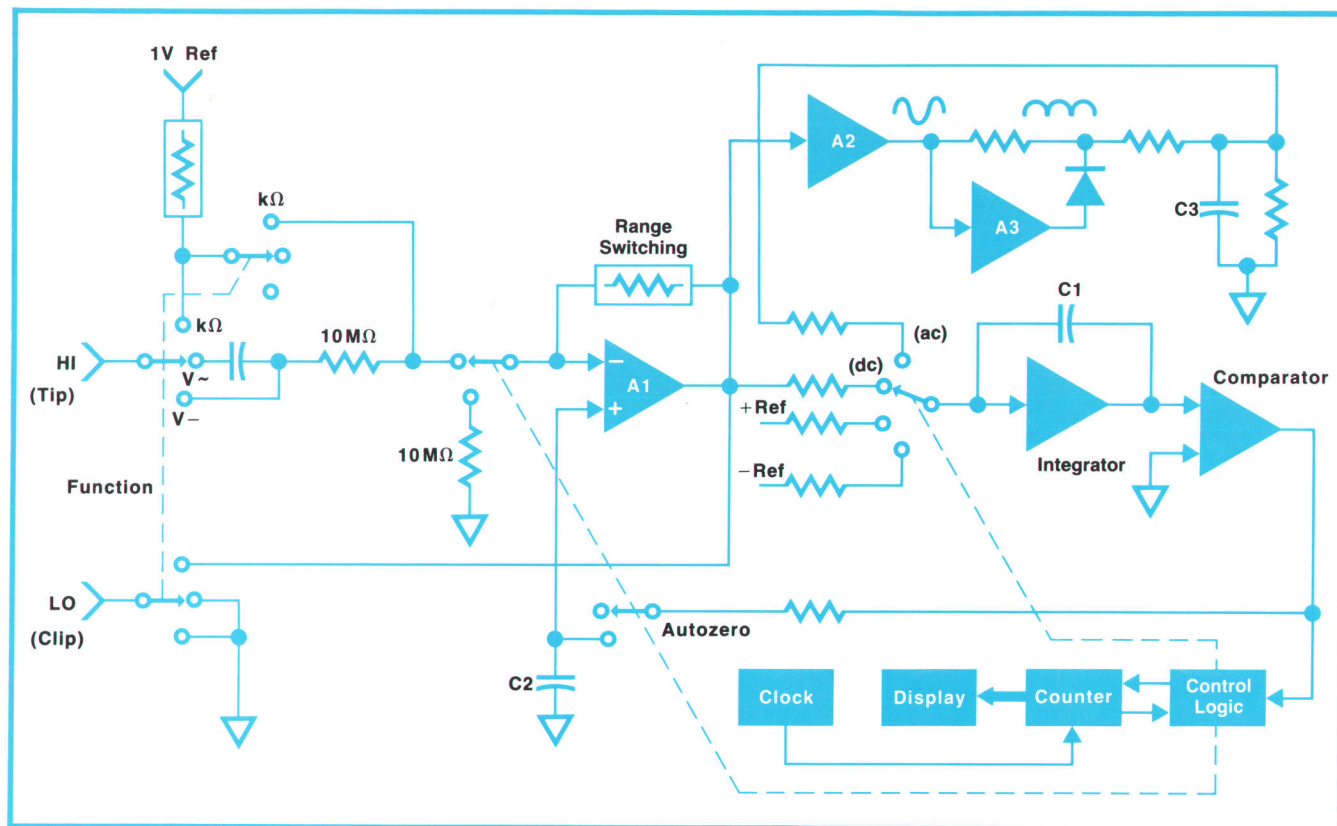 1V Ref
kΩ
kΩ
HI
(Tip)
V~
V–
10MΩ
10MΩ
Function
LO
(Clip)
Range
Switching
A1
A2
A3
C3
C1
(ac)
(dc)
+Ref
–Ref
Integrator
Comparator
Autozero
C2
Clock
Display
Counter
Control
Logic
–
+